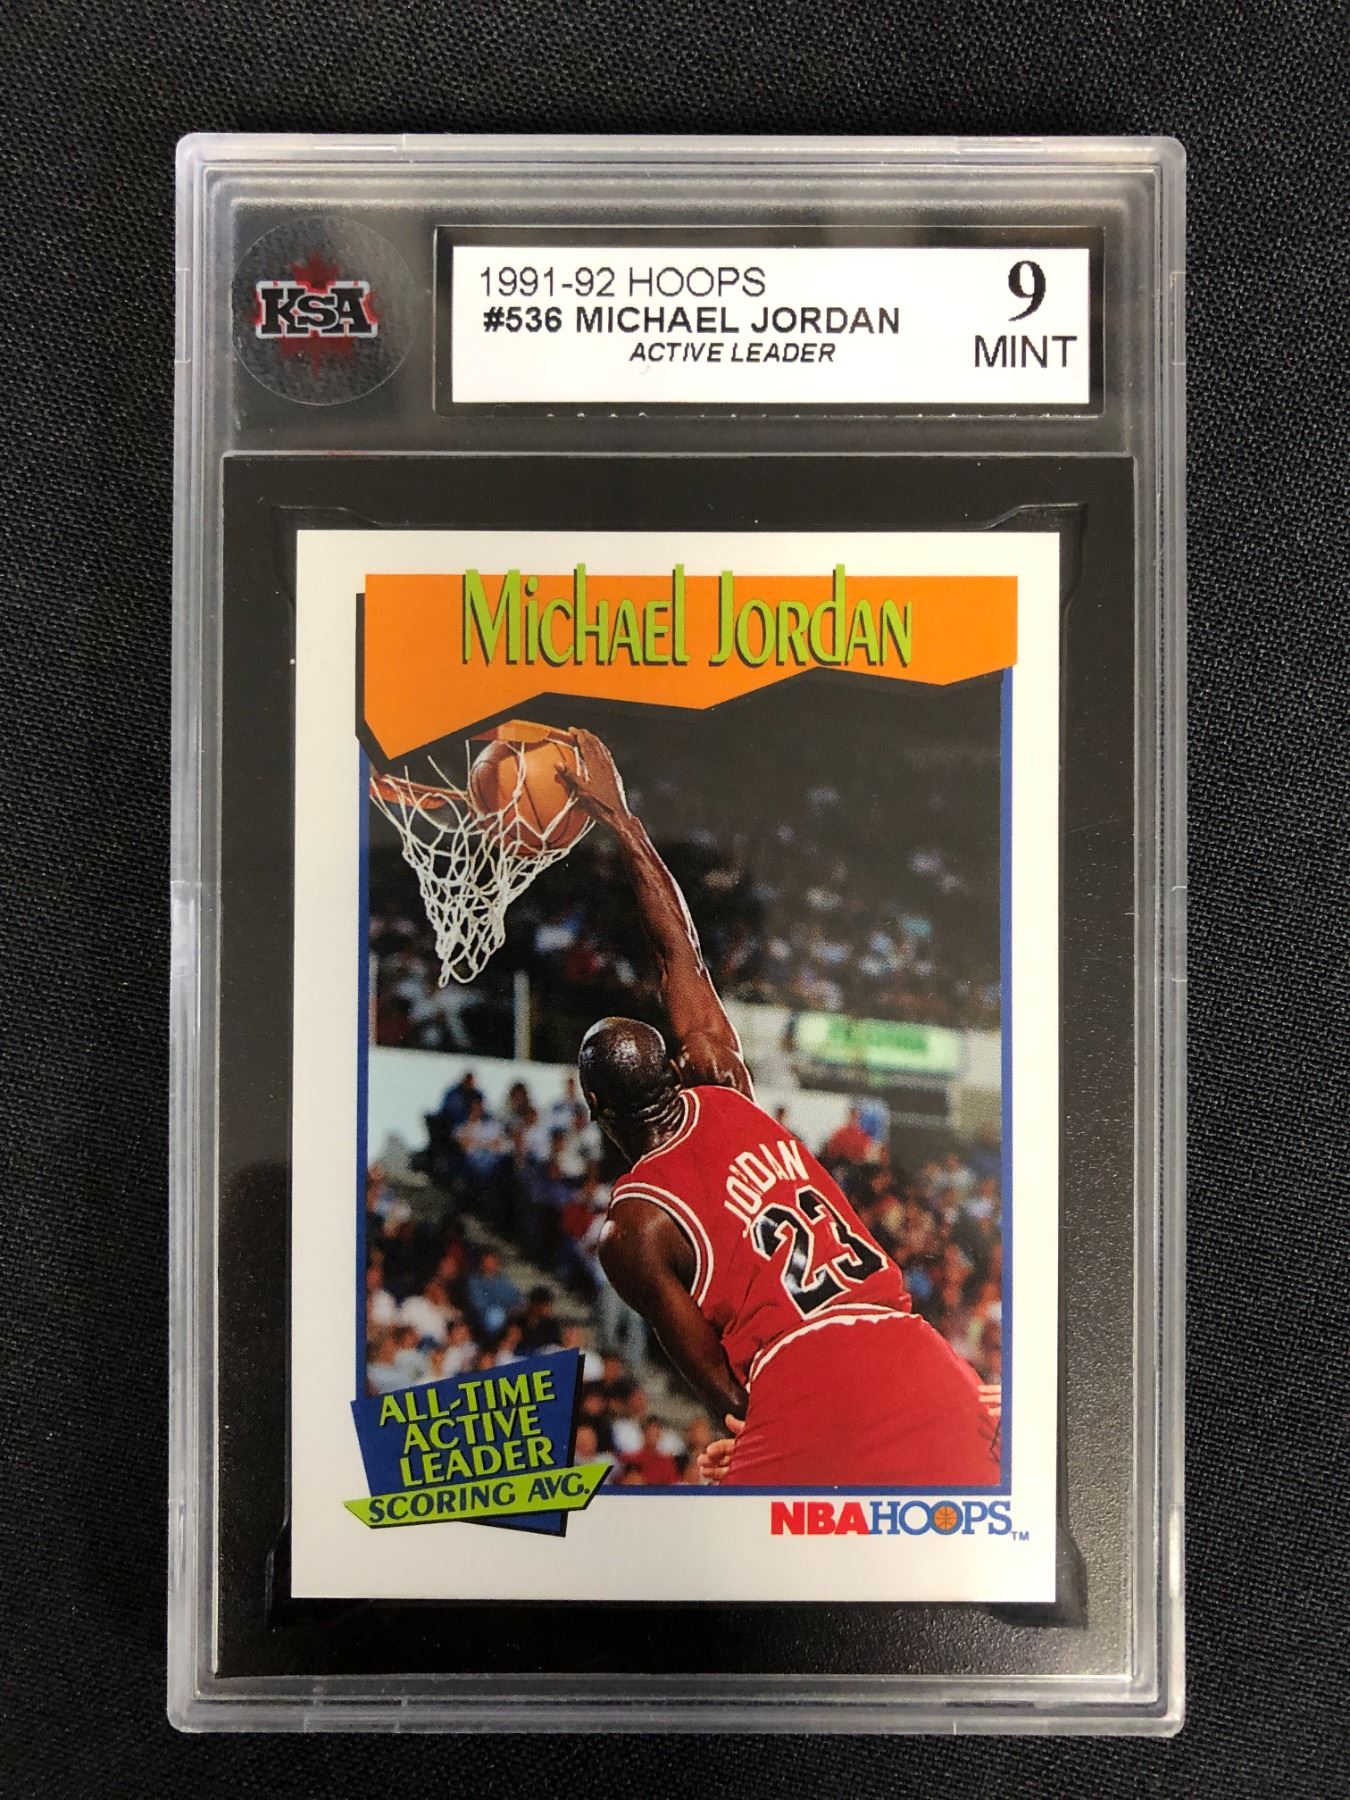 KSA
1991-92 HOOPS
#536 MICHAEL JORDAN
ACTIVE LEADER
9
MINT
Michael Jordan
JORDAN
23
ALL-TIME
ACTIVE
LEADER
SCORING AVG.
NBAHOOPS™